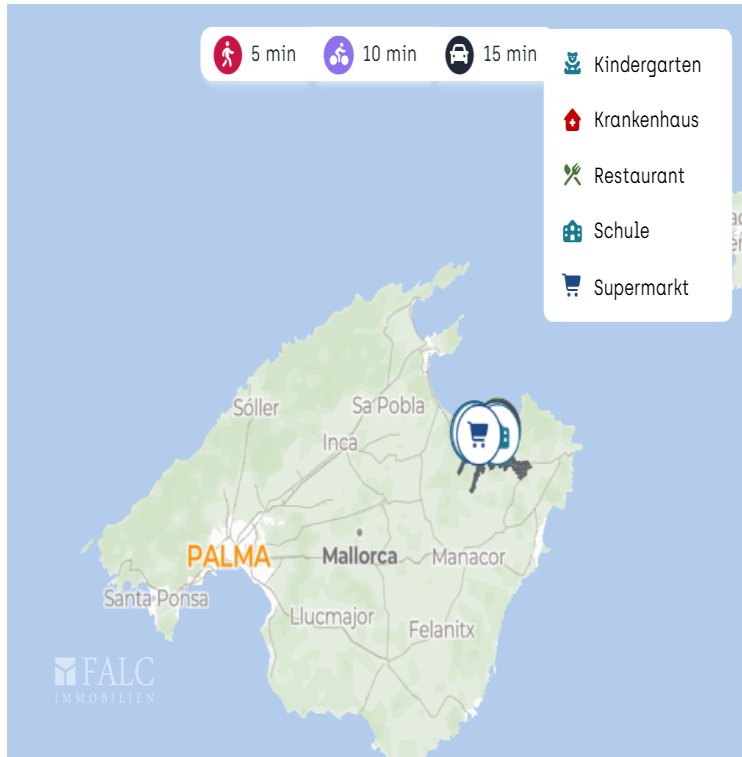 5 min
10 min
15 min
Kindergarten
Krankenhaus
Restaurant
Schule
Supermarkt
Sóller
Sa Pobla
Inca
PALMA
Mallorca
Manacor
Santa Ponsa
Llucmajor
Felanitx
FALC
IMMOBILIEN